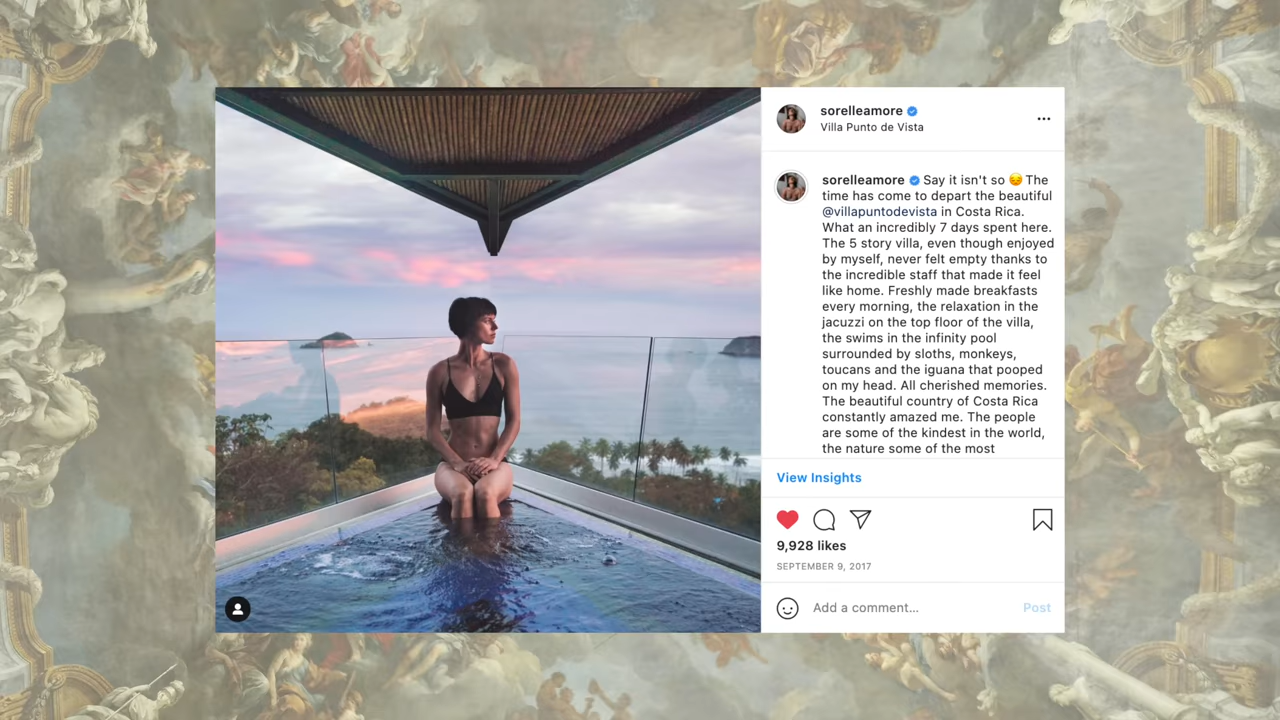 sorelleamore
Villa Punto de Vista
sorelleamore Say it isn't so 😔 The
time has come to depart the beautiful
@villapuntodevista in Costa Rica.
What an incredibly 7 days spent here.
The 5 story villa, even though enjoyed
by myself, never felt empty thanks to
the incredible staff that made it feel
like home. Freshly made breakfasts
every morning, the relaxation in the
jacuzzi on the top floor of the villa,
the swims in the infinity pool
surrounded by sloths, monkeys,
toucans and the iguana that pooped
on my head. All cherished memories.
The beautiful country of Costa Rica
constantly amazed me. The people
are some of the kindest in the world,
the nature some of the most
View Insights
9,928 likes
SEPTEMBER 9, 2017
Add a comment... Post